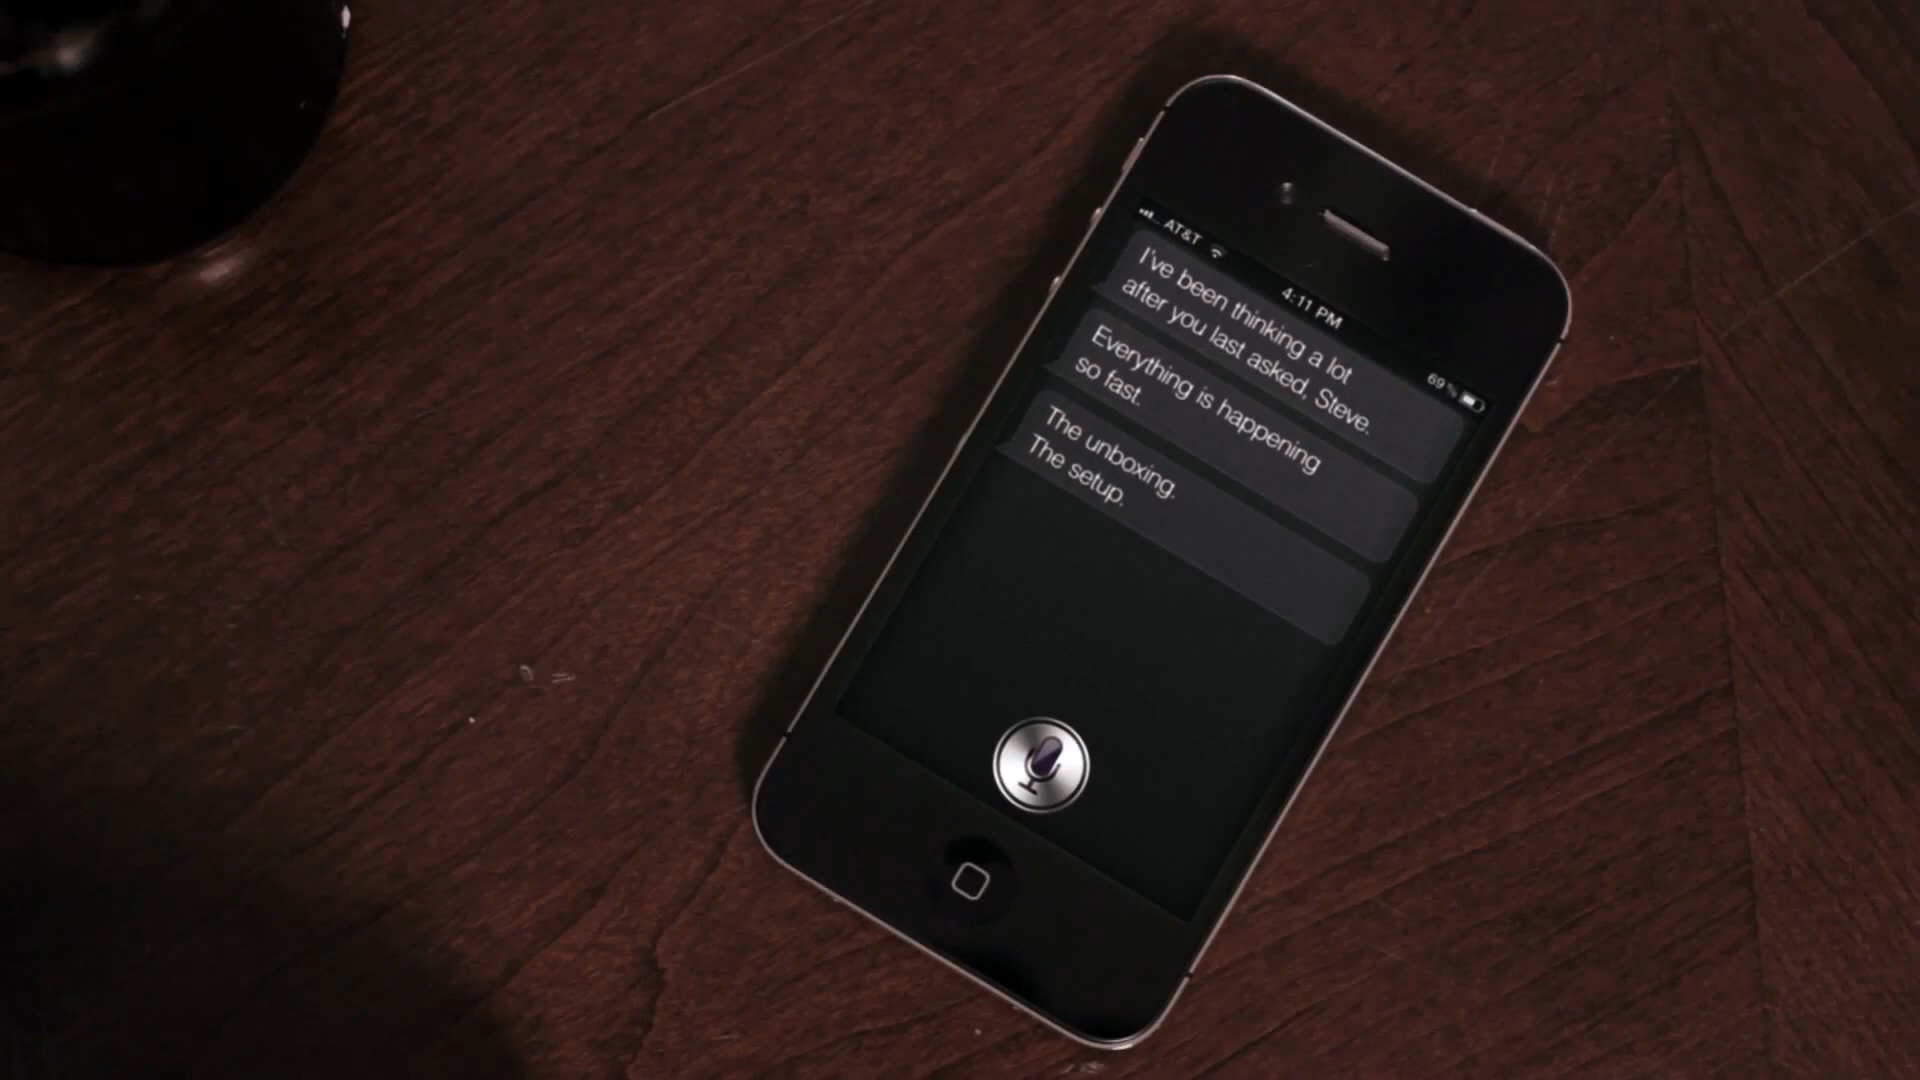 AT&T
4:11 PM
69%
I've been thinking a lot
after you last asked, Steve.
Everything is happening
so fast.
The unboxing.
The setup.